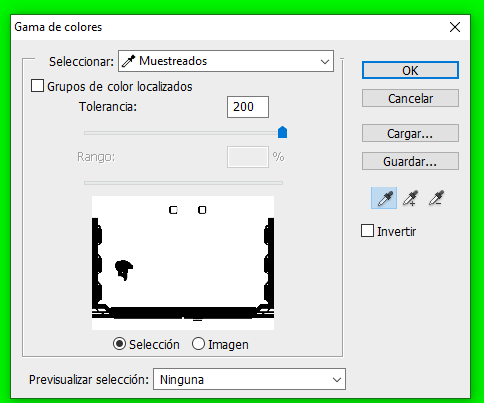 Gama de colores
Seleccionar: Muestreados
Grupos de color localizados
Tolerancia: 200
Rango: %
OK
Cancelar
Cargar...
Guardar...
Invertir
Selección Imagen
Previsualizar selección: Ninguna